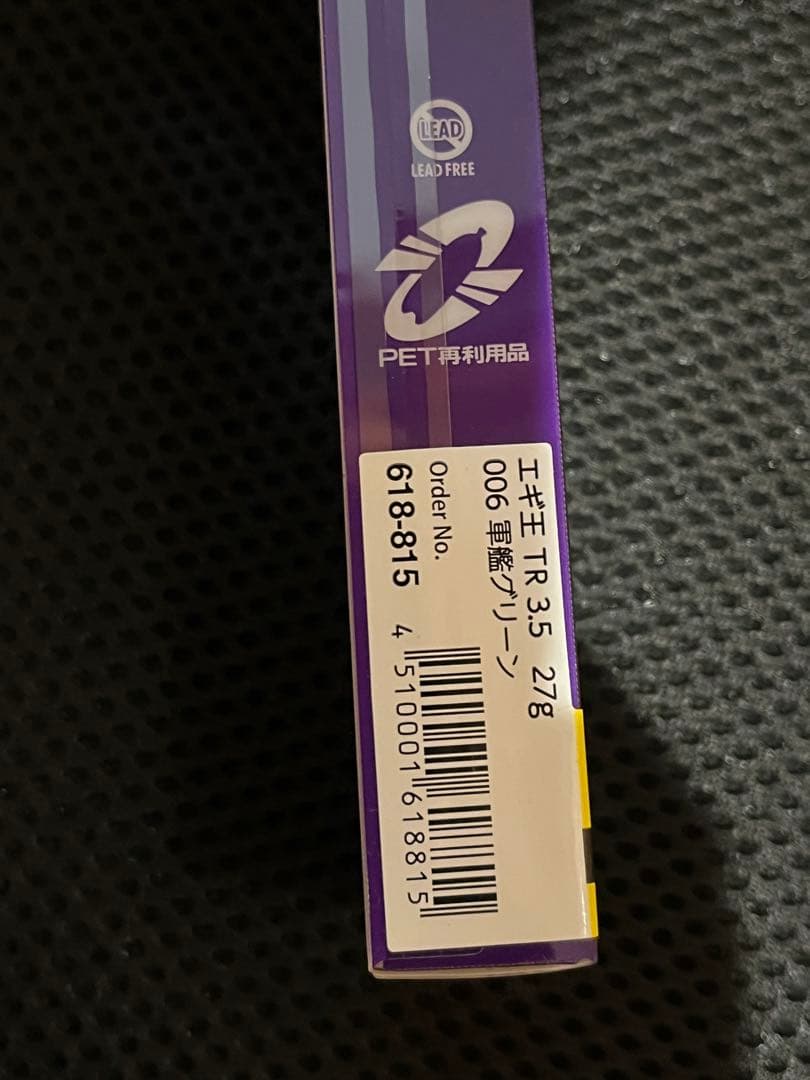 LEAD
LEAD FREE
PET再利用品
エギ王 TR 3.5 27g
006 軍艦グリーン
Order No.
618-815
4 510001 618815